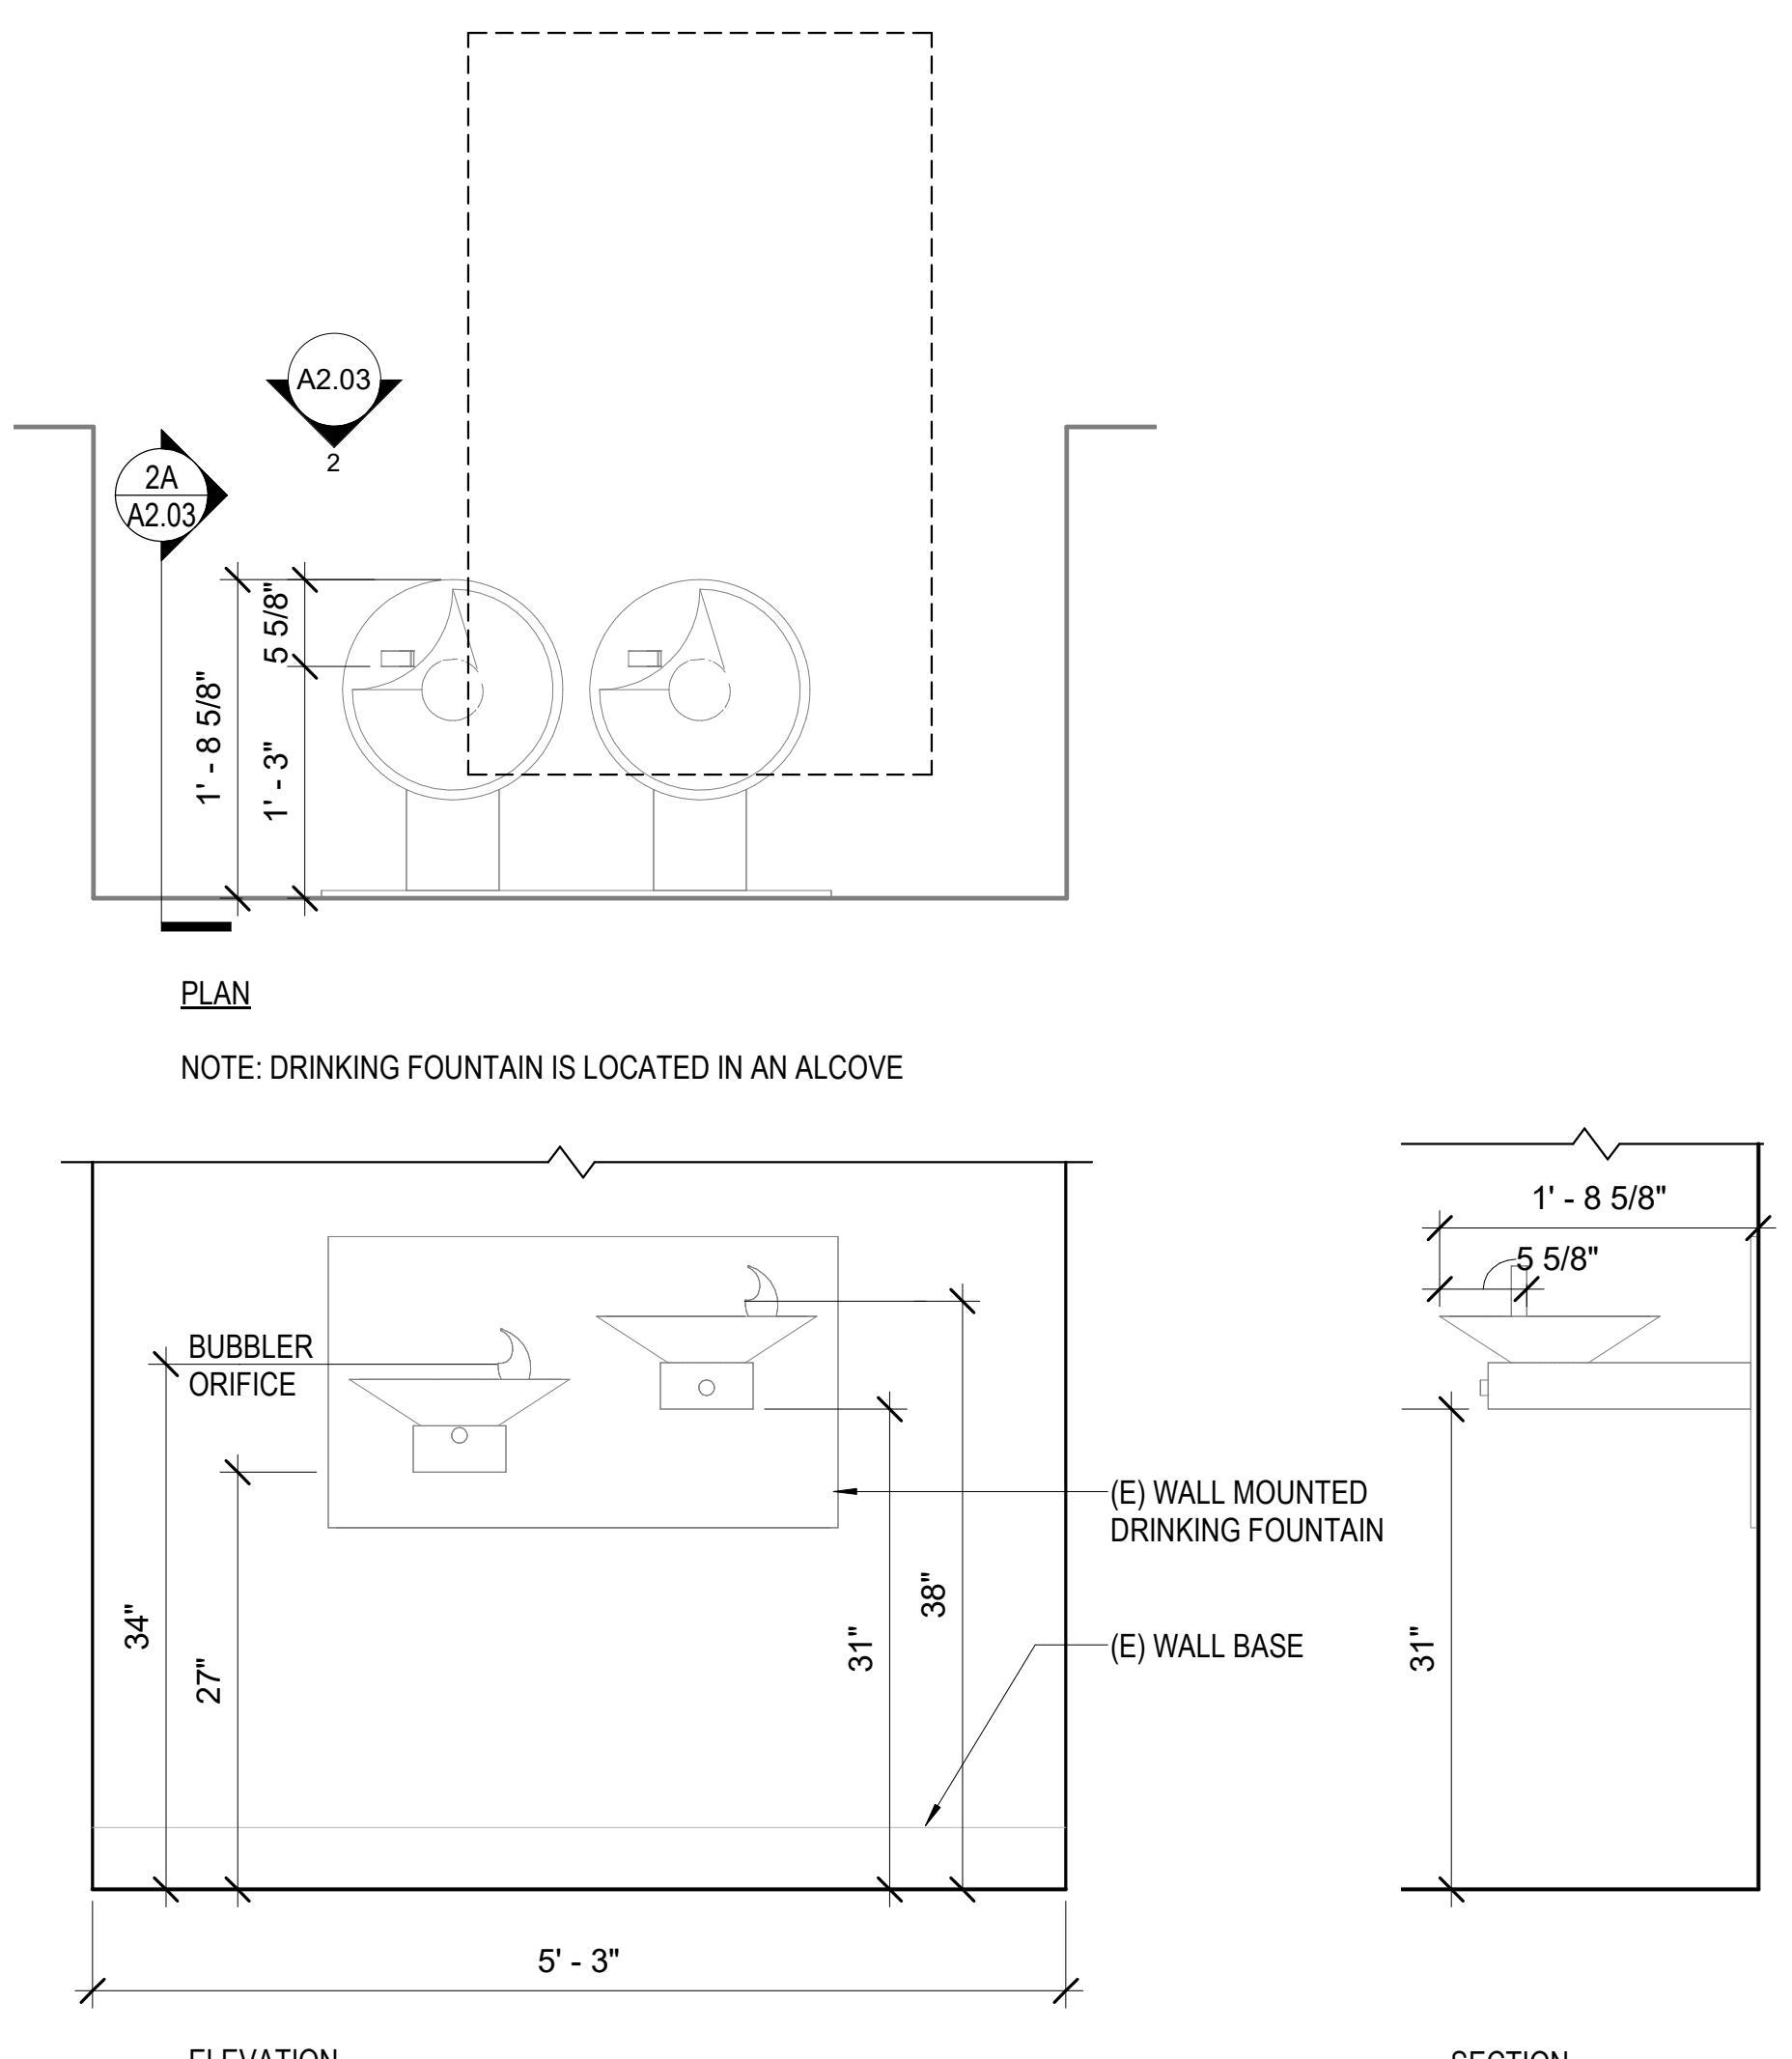 A2.03
2
2A
A2.03
5 5/8"
1' - 8 5/8"
1' - 3"
PLAN
NOTE: DRINKING FOUNTAIN IS LOCATED IN AN ALCOVE
1' - 8 5/8"
5 5/8"
BUBBLER
ORIFICE
(E) WALL MOUNTED
DRINKING FOUNTAIN
34"
27"
31"
38"
(E) WALL BASE
31"
5' - 3"
ELEVATION
SECTION